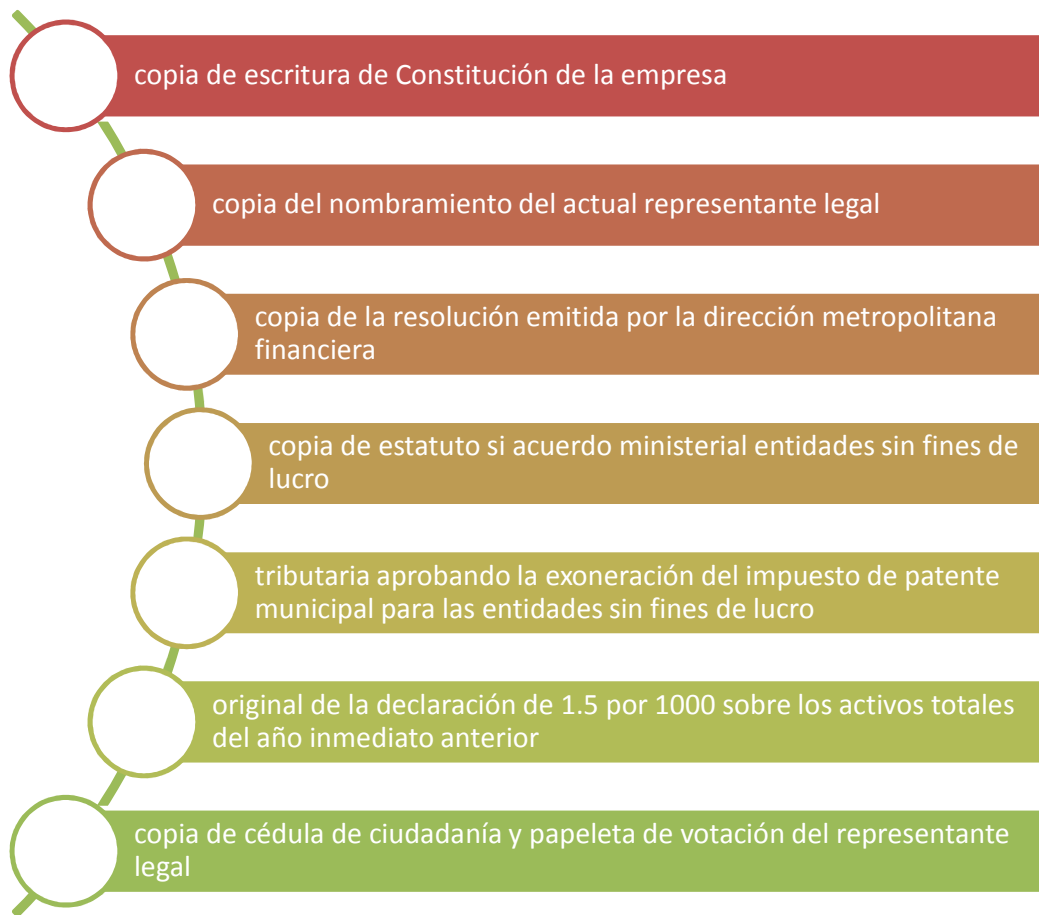 copia de escritura de Constitución de la empresa
copia del nombramiento del actual representante legal
copia de la resolución emitida por la dirección metropolitana
financiera
copia de estatuto si acuerdo ministerial entidades sin fines de
lucro
tributaria aprobando la exoneración del impuesto de patente
municipal para las entidades sin fines de lucro
original de la declaración de 1.5 por 1000 sobre los activos totales
del año inmediato anterior
copia de cédula de ciudadanía y papeleta de votación del representante
legal